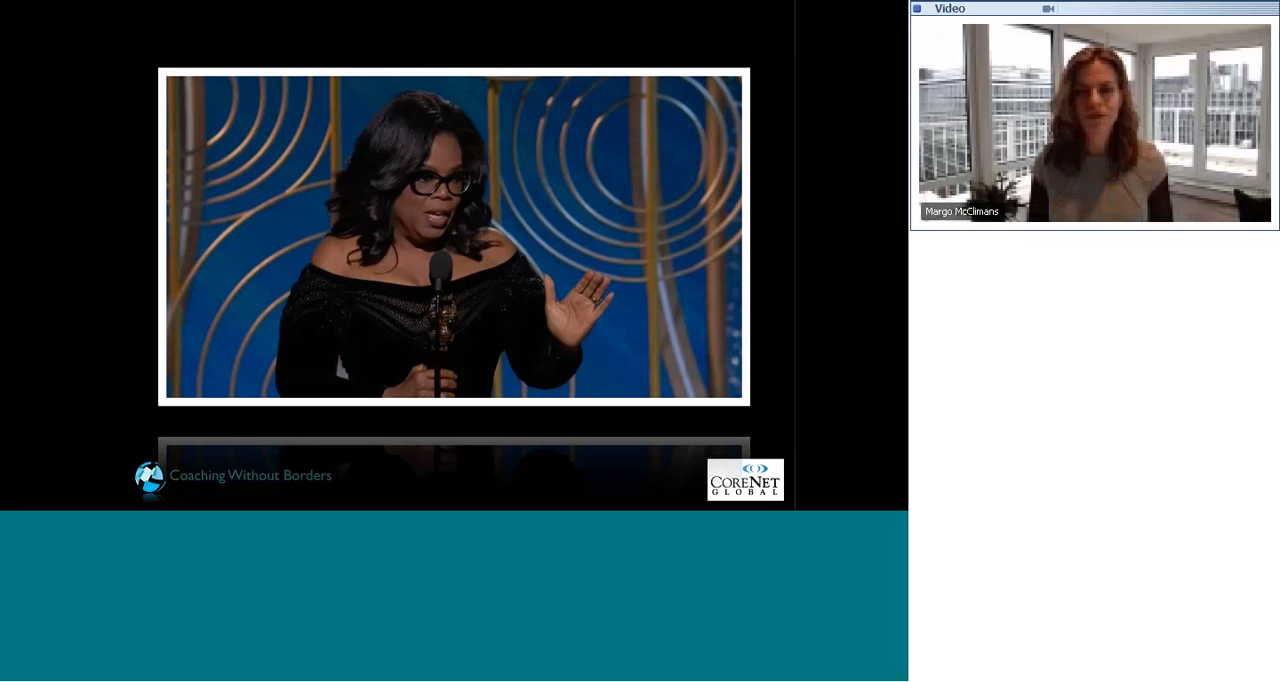 Video
Margo McClimans
Coaching Without Borders
CORENET
GLOBAL